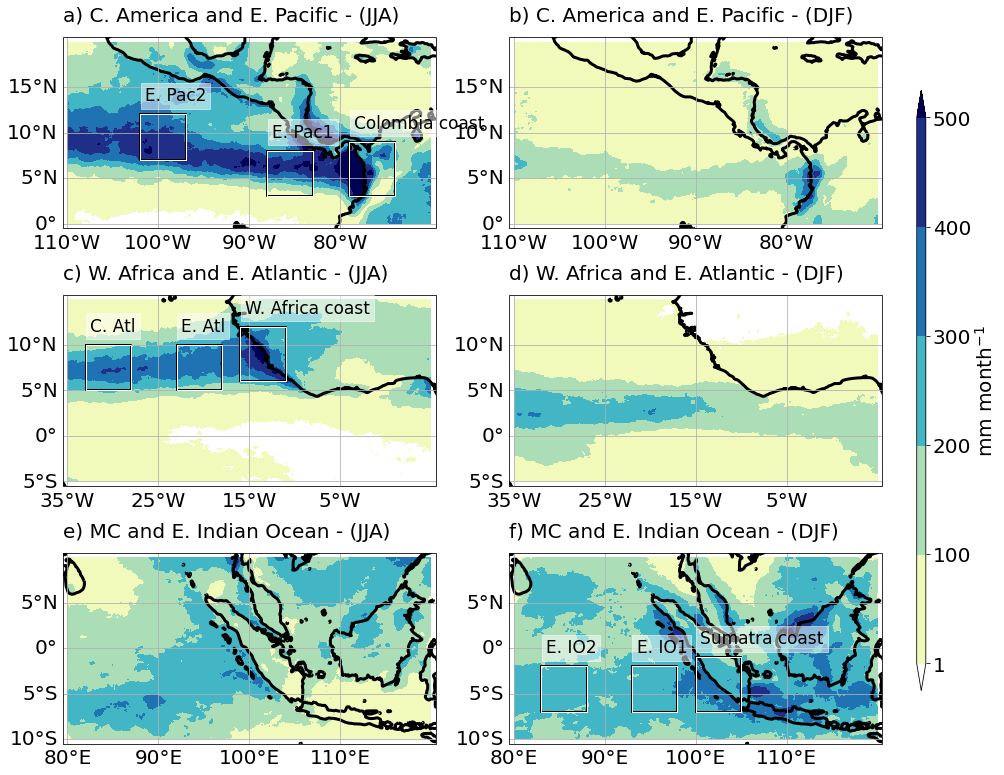 a) C. America and E. Pacific - (JJA)
b) C. America and E. Pacific - (DJF)
15°N
10°N
5°N
0°
110°W 100°W 90°W 80°W
E. Pac2
E. Pac1
Colombia coast
15°N
10°N
5°N
0°
110°W 100°W 90°W 80°W
c) W. Africa and E. Atlantic - (JJA)
d) W. Africa and E. Atlantic - (DJF)
10°N
5°N
0°
5°S
35°W 25°W 15°W 5°W
C. Atl
E. Atl
W. Africa coast
10°N
5°N
0°
5°S
35°W 25°W 15°W 5°W
e) MC and E. Indian Ocean - (JJA)
f) MC and E. Indian Ocean - (DJF)
5°N
0°
5°S
10°S
80°E 90°E 100°E 110°E
5°N
0°
5°S
10°S
80°E 90°E 100°E 110°E
E. IO2
E. IO1
Sumatra coast
500
400
300
200
100
1
mm month⁻¹